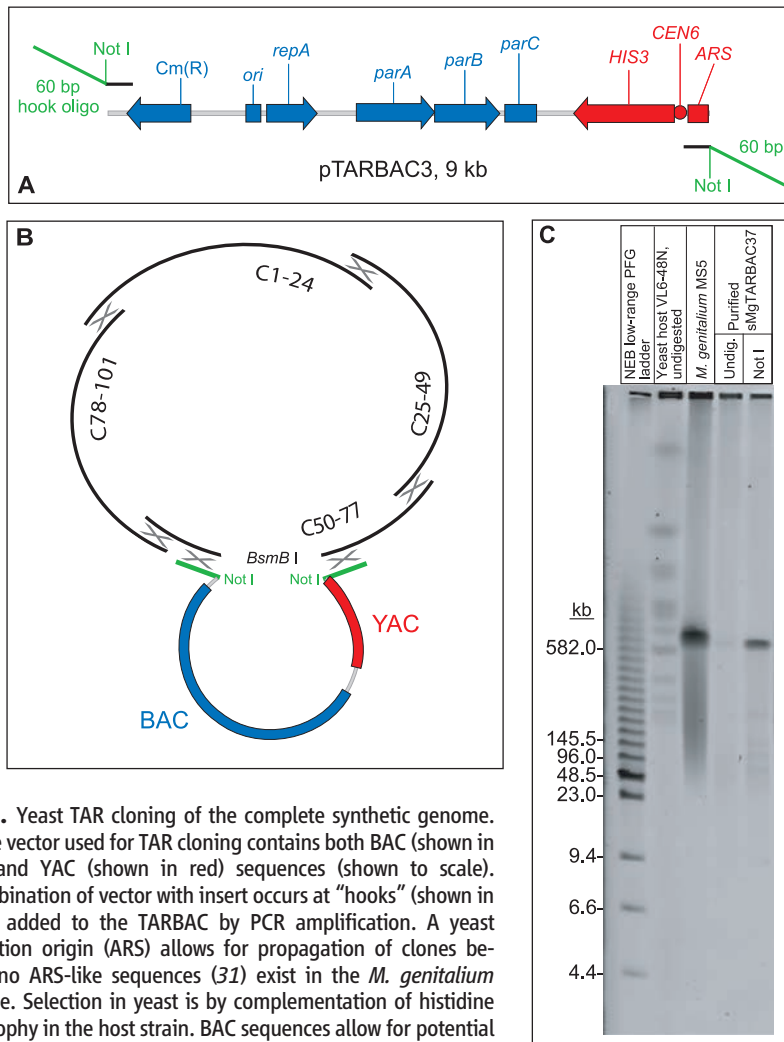 Not I
60 bp
hook oligo
Cm(R)
ori
repA
parA
parB
parC
HIS3
CEN6
ARS
60 bp
Not I
pTARBAC3, 9 kb
A
B
C1-24
C25-49
C50-77
C78-101
BsmB I
Not I
Not I
YAC
BAC
C
NEB low-range PFG
ladder
Yeast host VL6-48N,
undigested
M. genitalium MS5
Purified
sMgTARBAC37
Undig.
Not I
kb
582.0
145.5
96.0
48.5
23.0
9.4
6.6
4.4
. Yeast TAR cloning of the complete synthetic genome.
vector used for TAR cloning contains both BAC (shown in
and YAC (shown in red) sequences (shown to scale).
bination of vector with insert occurs at “hooks” (shown in
added to the TARBAC by PCR amplification. A yeast
tion origin (ARS) allows for propagation of clones be-
no ARS-like sequences (31) exist in the M. genitalium
e. Selection in yeast is by complementation of histidine
ophy in the host strain. BAC sequences allow for potential